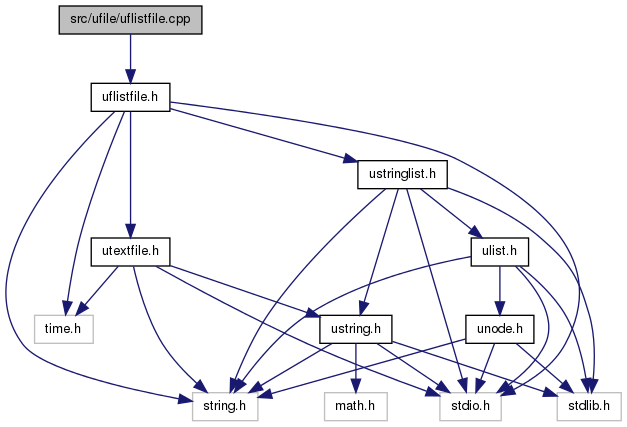 src/ufile/uflistfile.cpp
uflistfile.h
ustringlist.h
utextfile.h
ulist.h
time.h
ustring.h
unode.h
string.h
math.h
stdio.h
stdlib.h